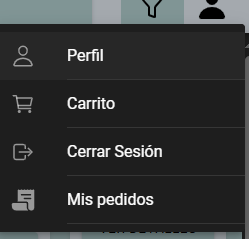 Perfil
Carrito
Cerrar Sesión
Mis pedidos